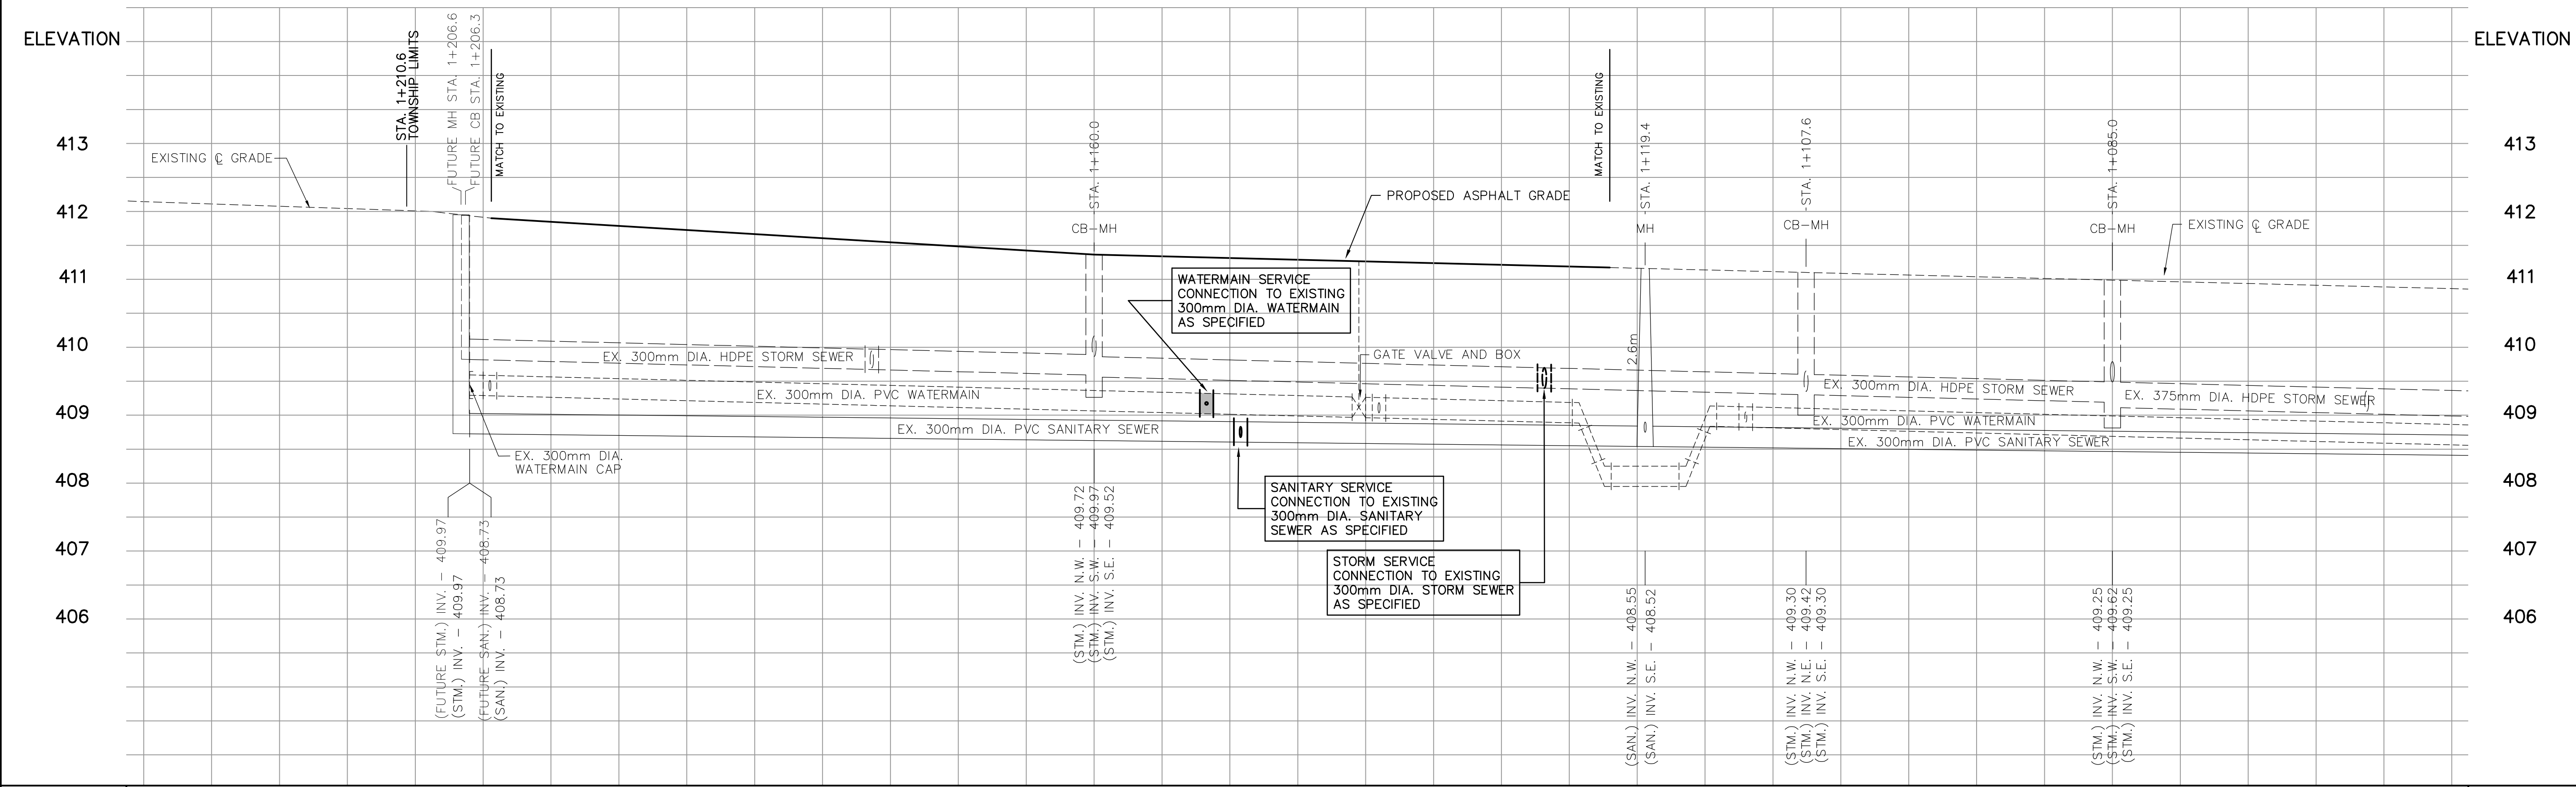 ELEVATION
ELEVATION
STA. 1+210.6
TOWNSHIP LIMITS
FUTURE MH STA. 1+206.6
FUTURE CB STA. 1+206.3
MATCH TO EXISTING
EXISTING ℄ GRADE
-STA. 1+160.0
CB-MH
PROPOSED ASPHALT GRADE
MATCH TO EXISTING
-STA. 1+119.4
MH
-STA. 1+107.6
CB-MH
-STA. 1+085.0
CB-MH
EXISTING ℄ GRADE
413
412
411
410
409
408
407
406
413
412
411
410
409
408
407
406
WATERMAIN SERVICE
CONNECTION TO EXISTING
300mm DIA. WATERMAIN
AS SPECIFIED
EX. 300mm DIA. HDPE STORM SEWER
GATE VALVE AND BOX
2.6m
EX. 300mm DIA. PVC WATERMAIN
EX. 300mm DIA. HDPE STORM SEWER
EX. 375mm DIA. HDPE STORM SEWER
EX. 300mm DIA. PVC SANITARY SEWER
EX. 300mm DIA. PVC WATERMAIN
EX. 300mm DIA. PVC SANITARY SEWER
EX. 300mm DIA.
WATERMAIN CAP
SANITARY SERVICE
CONNECTION TO EXISTING
300mm DIA. SANITARY
SEWER AS SPECIFIED
STORM SERVICE
CONNECTION TO EXISTING
300mm DIA. STORM SEWER
AS SPECIFIED
(FUTURE STM.) INV. - 409.97
(STM.) INV. - 409.97
(FUTURE SAN.) INV. - 408.73
(SAN.) INV. - 408.73
(STM.) INV. N.W. - 409.72
(STM.) INV. S.W. - 409.97
(STM.) INV. S.E. - 409.52
(SAN.) INV. N.W. - 408.55
(SAN.) INV. S.E. - 408.52
(STM.) INV. N.W. - 409.30
(STM.) INV. N.E. - 409.42
(STM.) INV. S.E. - 409.30
(STM.) INV. N.W. - 409.25
(STM.) INV. S.W. - 409.62
(STM.) INV. S.E. - 409.25